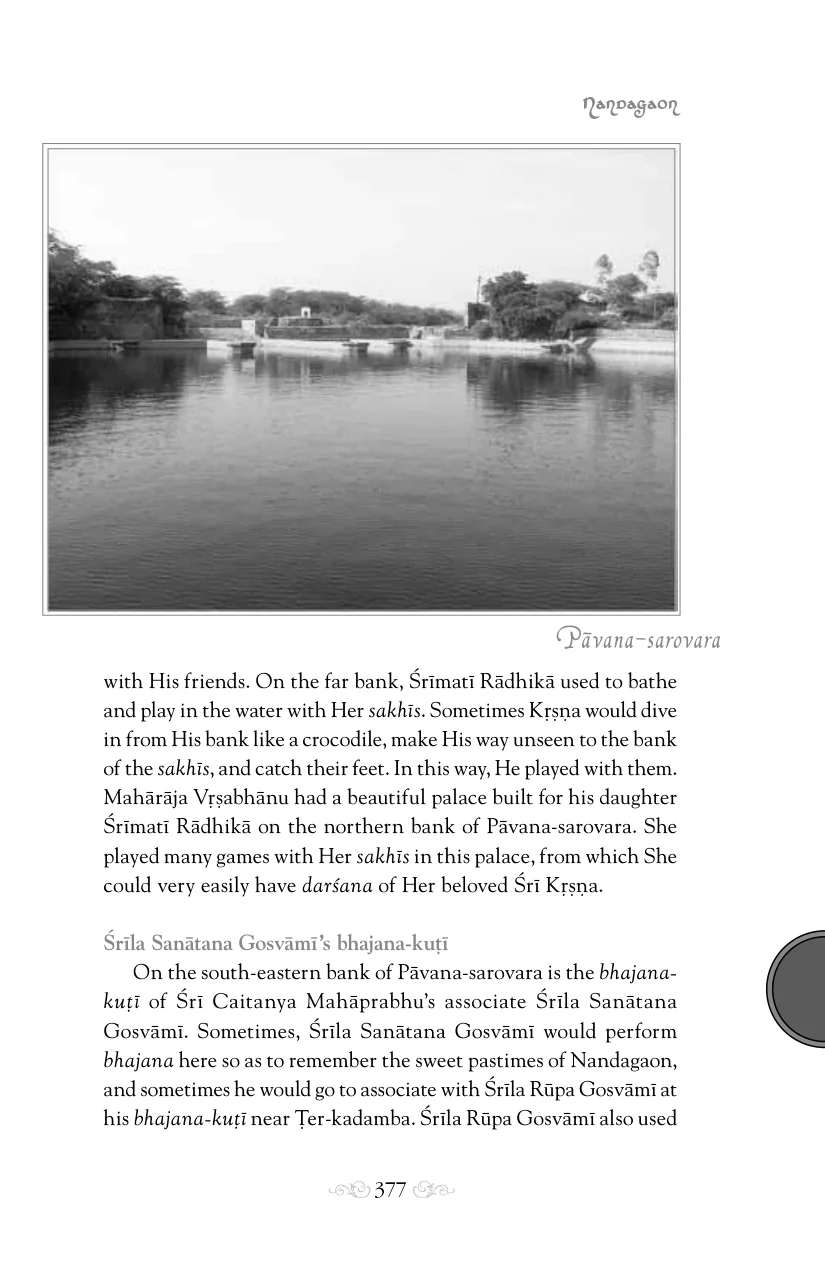 Nandagaon
Pāvana-sarovara
with His friends. On the far bank, Śrīmatī Rādhikā used to bathe
and play in the water with Her sakhīs. Sometimes Kṛṣṇa would dive
in from His bank like a crocodile, make His way unseen to the bank
of the sakhīs, and catch their feet. In this way, He played with them.
Mahārāja Vṛṣabhānu had a beautiful palace built for his daughter
Śrīmatī Rādhikā on the northern bank of Pāvana-sarovara. She
played many games with Her sakhīs in this palace, from which She
could very easily have darśana of Her beloved Śrī Kṛṣṇa.
Śrīla Sanātana Gosvāmī’s bhajana-kuṭī
On the south-eastern bank of Pāvana-sarovara is the bhajana-
kuṭī of Śrī Caitanya Mahāprabhu’s associate Śrīla Sanātana
Gosvāmī. Sometimes, Śrīla Sanātana Gosvāmī would perform
bhajana here so as to remember the sweet pastimes of Nandagaon,
and sometimes he would go to associate with Śrīla Rūpa Gosvāmī at
his bhajana-kuṭī near Ṭer-kadamba. Śrīla Rūpa Gosvāmī also used
377